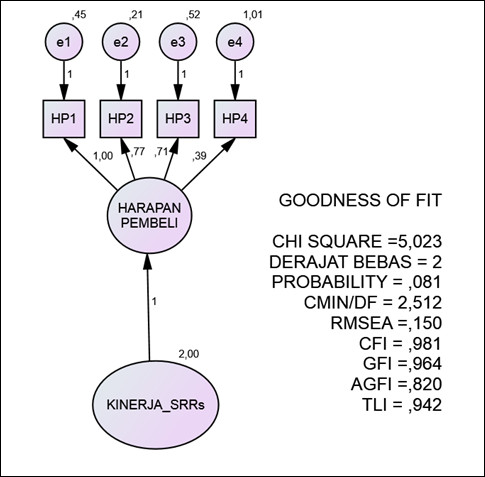 ,45
,21
,52
1,01
e1
e2
e3
e4
1
1
1
1
HP1
HP2
HP3
HP4
1,00
,77
,71
,39
HARAPAN
PEMBELI
1
2,00
KINERJA_SRRs
GOODNESS OF FIT
CHI SQUARE =5,023
DERAJAT BEBAS = 2
PROBABILITY = ,081
CMIN/DF = 2,512
RMSEA =,150
CFI = ,981
GFI = ,964
AGFI = ,820
TLI = ,942